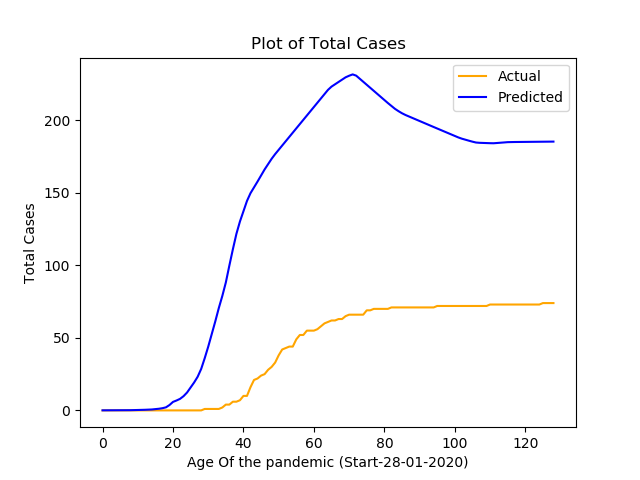 Plot of Total Cases
Actual
Predicted
Total Cases
200
150
100
50
0
0 20 40 60 80 100 120
Age Of the pandemic (Start-28-01-2020)